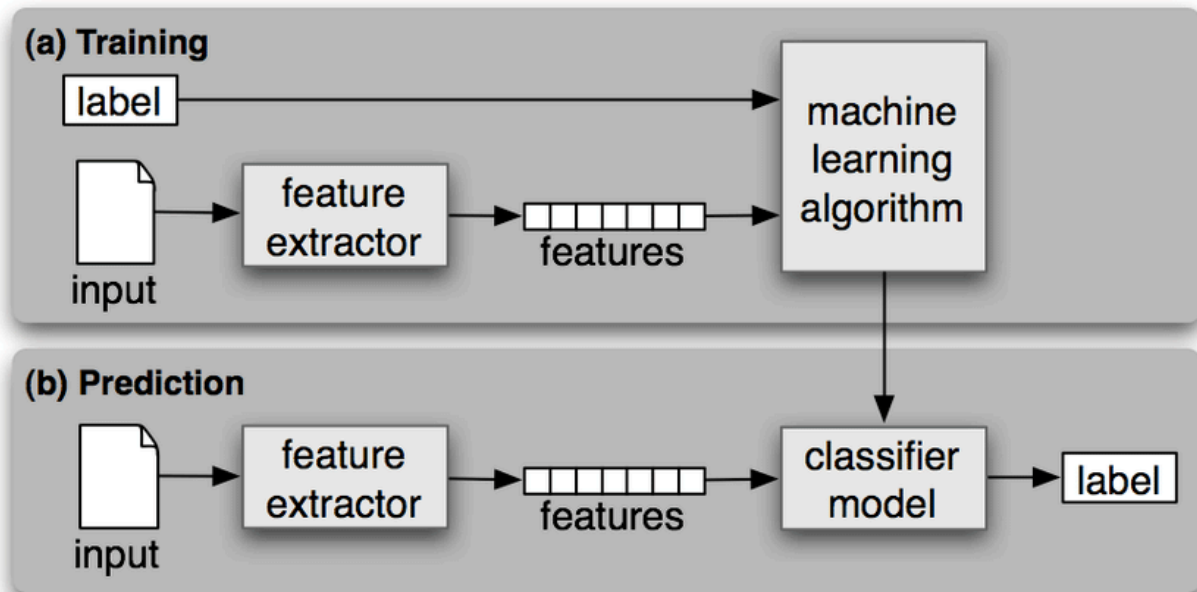 (a) Training
label
machine
learning
algorithm
feature
extractor
features
input
(b) Prediction
feature
extractor
features
input
classifier
model
label